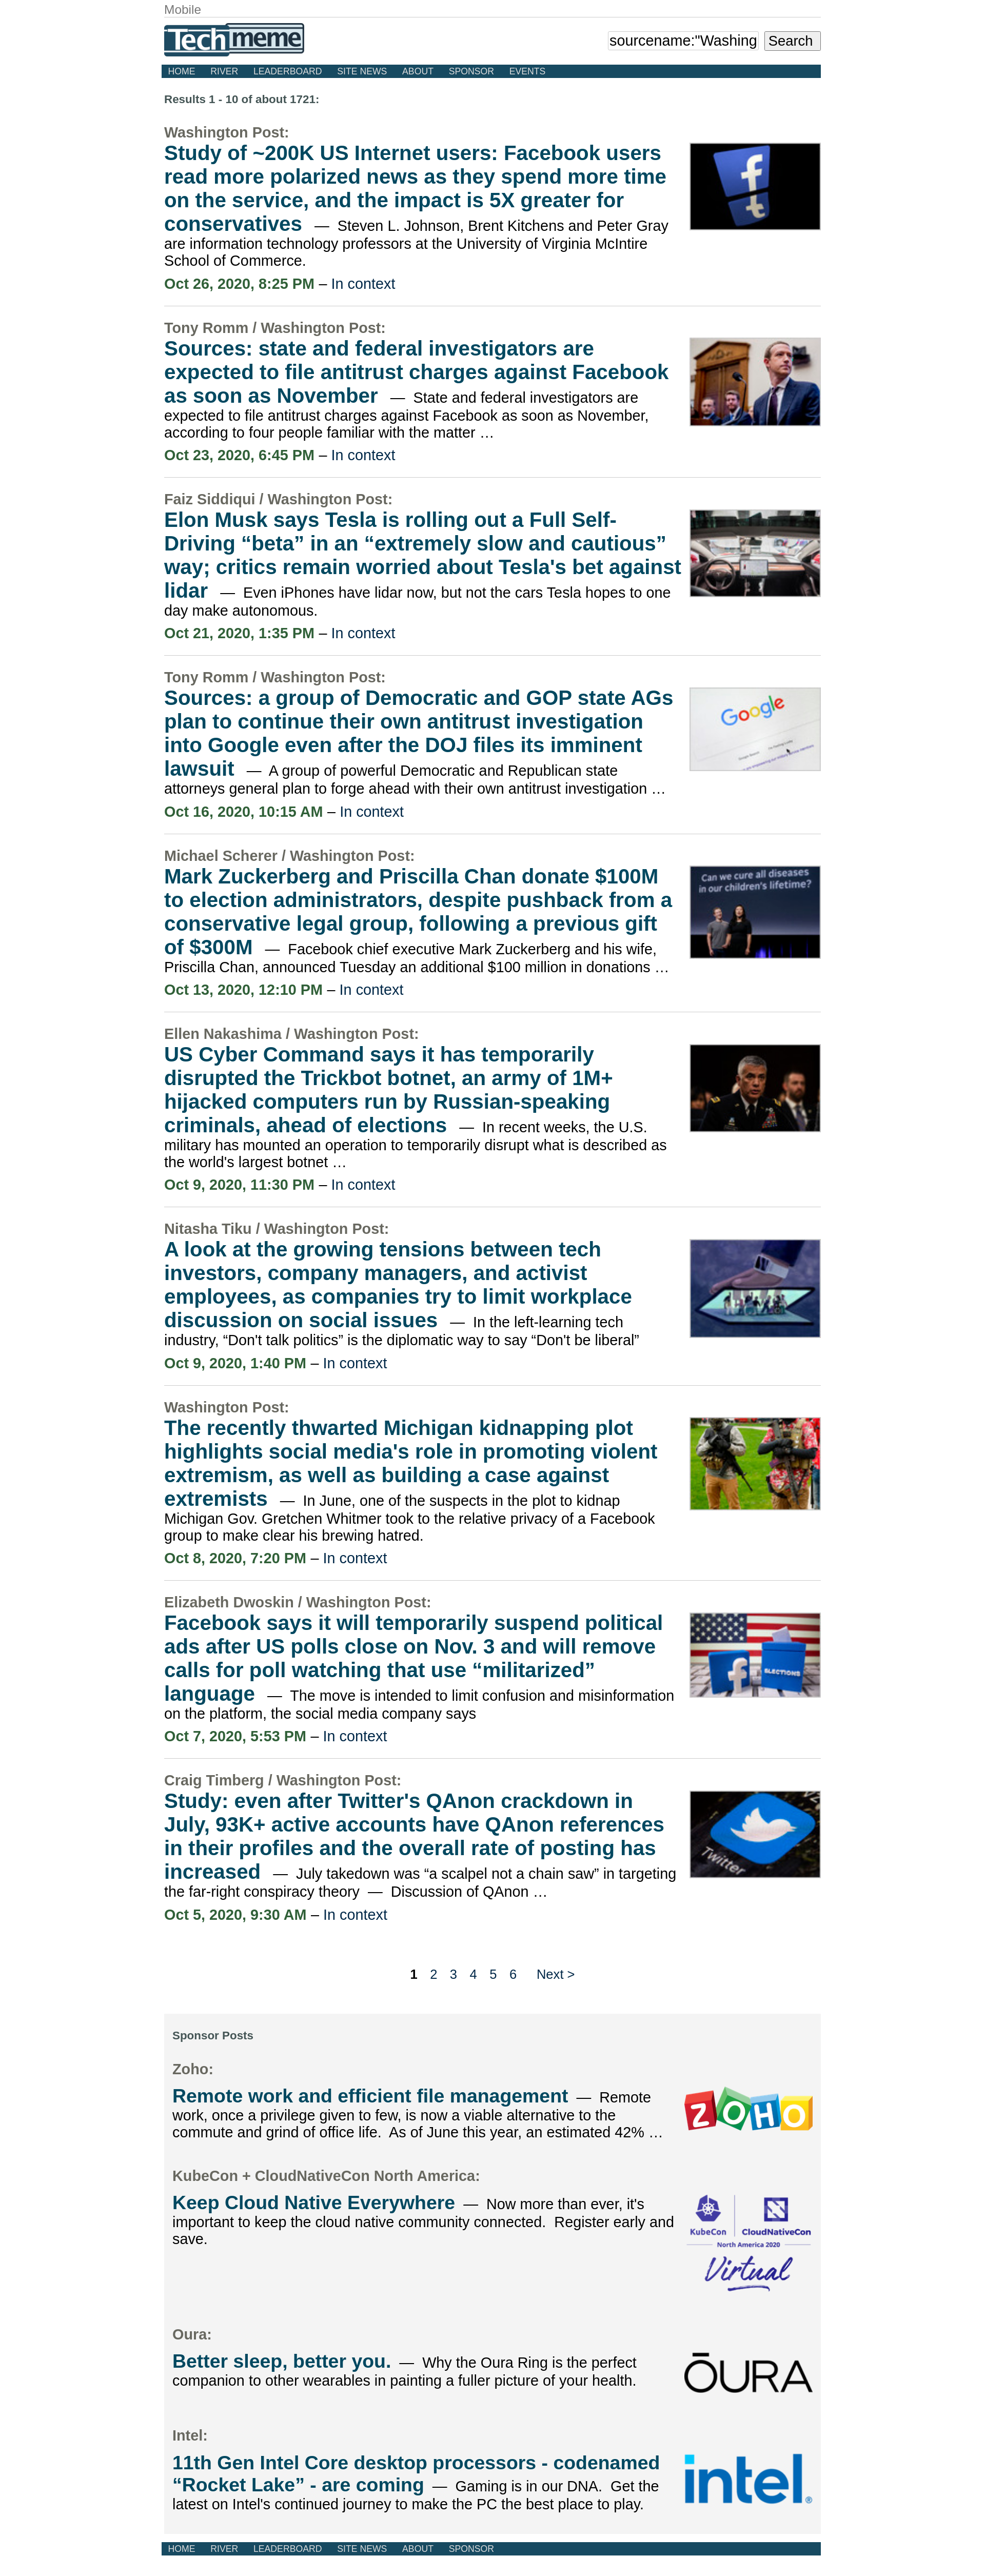 Mobile
Techmeme
sourcename:"Washing Search
HOME RIVER LEADERBOARD SITE NEWS ABOUT SPONSOR EVENTS
Results 1 - 10 of about 1721:
Washington Post:
Study of ~200K US Internet users: Facebook users
read more polarized news as they spend more time
on the service, and the impact is 5X greater for
conservatives — Steven L. Johnson, Brent Kitchens and Peter Gray
are information technology professors at the University of Virginia McIntire
School of Commerce.
Oct 26, 2020, 8:25 PM – In context
Tony Romm / Washington Post:
Sources: state and federal investigators are
expected to file antitrust charges against Facebook
as soon as November — State and federal investigators are
expected to file antitrust charges against Facebook as soon as November,
according to four people familiar with the matter …
Oct 23, 2020, 6:45 PM – In context
Faiz Siddiqui / Washington Post:
Elon Musk says Tesla is rolling out a Full Self-
Driving “beta” in an “extremely slow and cautious”
way; critics remain worried about Tesla's bet against
lidar — Even iPhones have lidar now, but not the cars Tesla hopes to one
day make autonomous.
Oct 21, 2020, 1:35 PM – In context
Tony Romm / Washington Post:
Sources: a group of Democratic and GOP state AGs
plan to continue their own antitrust investigation
into Google even after the DOJ files its imminent
lawsuit — A group of powerful Democratic and Republican state
attorneys general plan to forge ahead with their own antitrust investigation …
Google
Oct 16, 2020, 10:15 AM – In context
Michael Scherer / Washington Post:
Mark Zuckerberg and Priscilla Chan donate $100M
to election administrators, despite pushback from a
conservative legal group, following a previous gift
of $300M — Facebook chief executive Mark Zuckerberg and his wife,
Priscilla Chan, announced Tuesday an additional $100 million in donations …
Can we cure all diseases
in our children's lifetime?
Oct 13, 2020, 12:10 PM – In context
Ellen Nakashima / Washington Post:
US Cyber Command says it has temporarily
disrupted the Trickbot botnet, an army of 1M+
hijacked computers run by Russian-speaking
criminals, ahead of elections — In recent weeks, the U.S.
military has mounted an operation to temporarily disrupt what is described as
the world's largest botnet …
Oct 9, 2020, 11:30 PM – In context
Nitasha Tiku / Washington Post:
A look at the growing tensions between tech
investors, company managers, and activist
employees, as companies try to limit workplace
discussion on social issues — In the left-learning tech
industry, “Don't talk politics” is the diplomatic way to say “Don't be liberal”
Oct 9, 2020, 1:40 PM – In context
Washington Post:
The recently thwarted Michigan kidnapping plot
highlights social media's role in promoting violent
extremism, as well as building a case against
extremists — In June, one of the suspects in the plot to kidnap
Michigan Gov. Gretchen Whitmer took to the relative privacy of a Facebook
group to make clear his brewing hatred.
Oct 8, 2020, 7:20 PM – In context
Elizabeth Dwoskin / Washington Post:
Facebook says it will temporarily suspend political
ads after US polls close on Nov. 3 and will remove
calls for poll watching that use “militarized”
language — The move is intended to limit confusion and misinformation
on the platform, the social media company says
ELECTIONS
Oct 7, 2020, 5:53 PM – In context
Craig Timberg / Washington Post:
Study: even after Twitter's QAnon crackdown in
July, 93K+ active accounts have QAnon references
in their profiles and the overall rate of posting has
increased — July takedown was “a scalpel not a chain saw” in targeting
the far-right conspiracy theory — Discussion of QAnon …
Twitter
Oct 5, 2020, 9:30 AM – In context
1 2 3 4 5 6 Next >
Sponsor Posts
Zoho:
Remote work and efficient file management — Remote
work, once a privilege given to few, is now a viable alternative to the
commute and grind of office life. As of June this year, an estimated 42% …
ZOHO
KubeCon + CloudNativeCon North America:
Keep Cloud Native Everywhere — Now more than ever, it's
important to keep the cloud native community connected. Register early and
save.
KubeCon CloudNativeCon
North America 2020
Virtual
Oura:
Better sleep, better you. — Why the Oura Ring is the perfect
companion to other wearables in painting a fuller picture of your health.
ŌURA
Intel:
11th Gen Intel Core desktop processors - codenamed
“Rocket Lake” - are coming — Gaming is in our DNA. Get the
latest on Intel's continued journey to make the PC the best place to play.
intel®
HOME RIVER LEADERBOARD SITE NEWS ABOUT SPONSOR